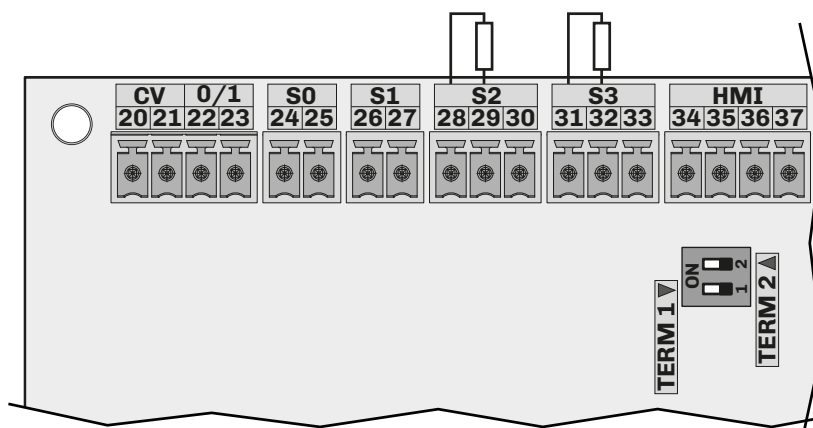 CV 0/1 S0 S1 S2 S3 HMI
20 21 22 23 24 25 26 27 28 29 30 31 32 33 34 35 36 37
ON
1
2
TERM 1
TERM 2